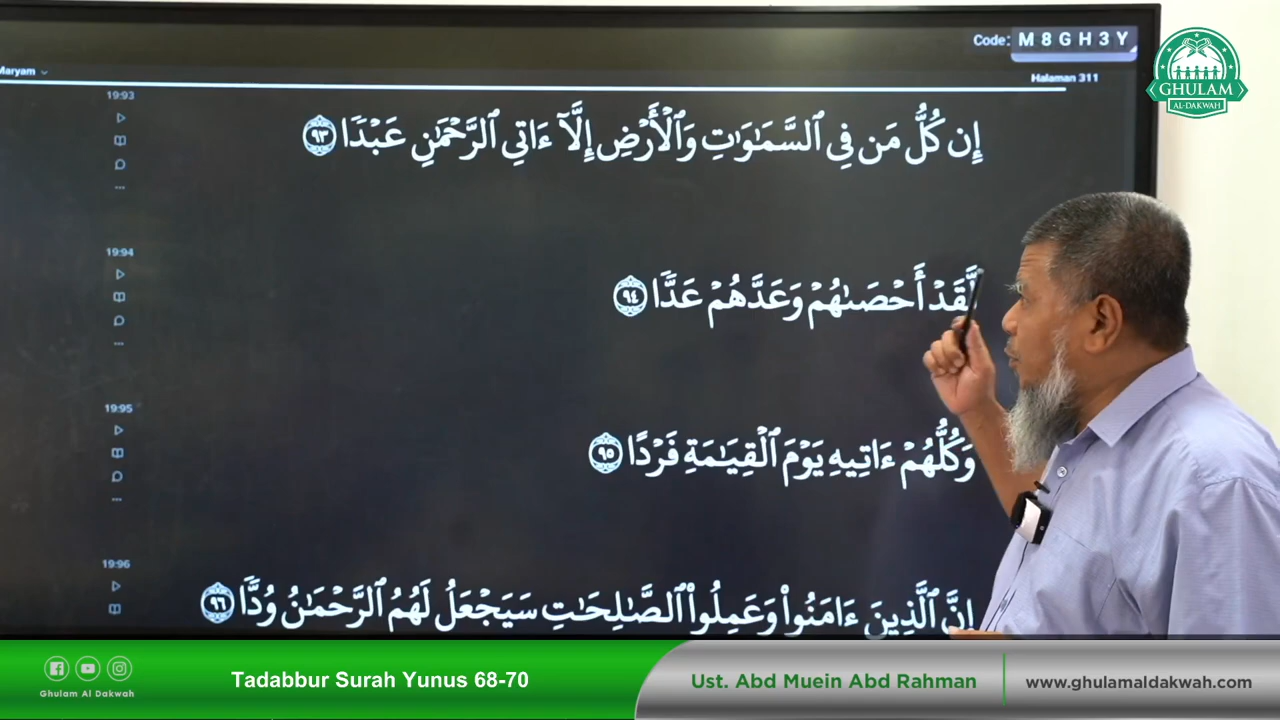 Code: M8GH3Y
GHULAM
AL-DAKWAH
Maryam
Halaman 311
19:93
إِن كُلُّ مَن فِى ٱلسَّمَـٰوَٰتِ وَٱلْأَرْضِ إِلَّآ ءَاتِى ٱلرَّحْمَـٰنِ عَبْدًا ٩٣
19:94
لَّقَدْ أَحْصَىٰهُمْ وَعَدَّهُمْ عَدًّا ٩٤
19:95
وَكُلُّهُمْ ءَاتِيهِ يَوْمَ ٱلْقِيَـٰمَةِ فَرْدًا ٩٥
19:96
إِنَّ ٱلَّذِينَ ءَامَنُوا۟ وَعَمِلُوا۟ ٱلصَّـٰلِحَـٰتِ سَيَجْعَلُ لَهُمُ ٱلرَّحْمَـٰنُ وُدًّا ٩٦
Ghulam Al Dakwah
Tadabbur Surah Yunus 68-70
Ust. Abd Muein Abd Rahman
www.ghulamaldakwah.com